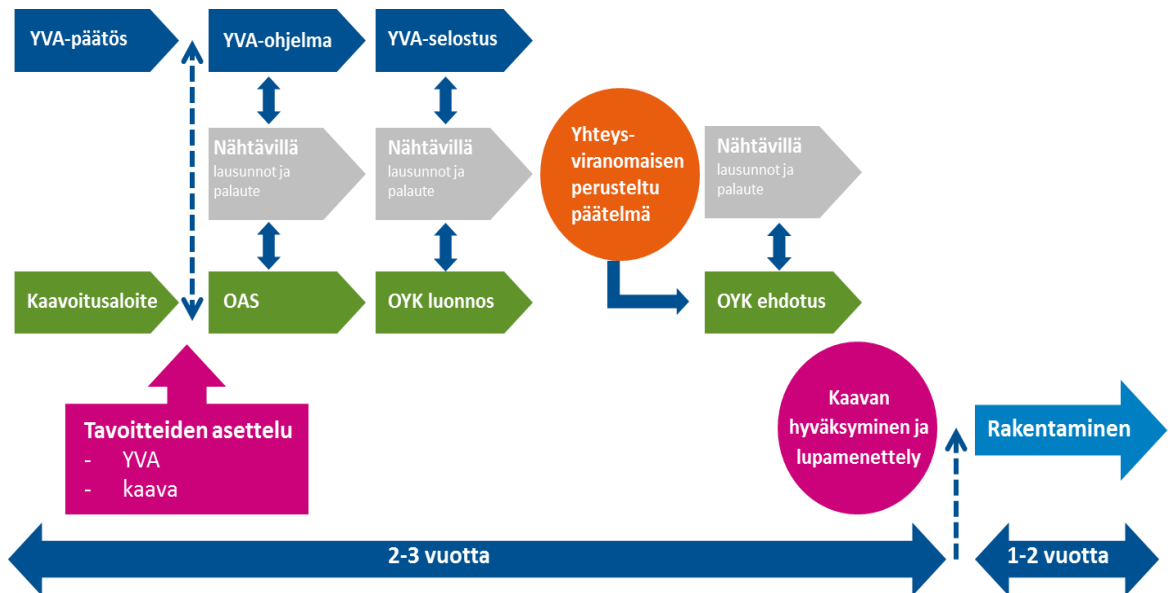 YVA-päätös
YVA-ohjelma
YVA-selostus
Nähtävillä
lausunnot ja
palaute
Nähtävillä
lausunnot ja
palaute
Yhteys-
viranomaisen
perusteltu
päätelmä
Nähtävillä
lausunnot ja
palaute
Kaavoitusaloite
OAS
OYK luonnos
OYK ehdotus
Tavoitteiden asettelu
- YVA
- kaava
Kaavan
hyväksyminen ja
lupamenettely
Rakentaminen
2-3 vuotta
1-2 vuotta